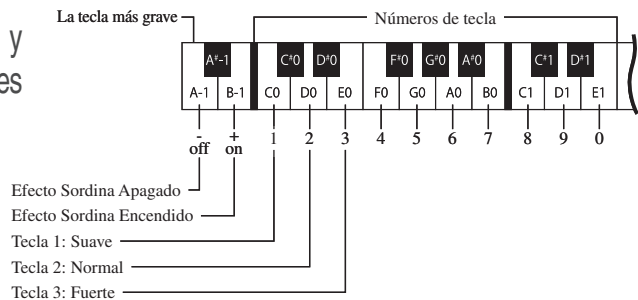 La tecla más grave
Números de tecla
y
es
A#-1 C#0 D#0 F#0 G#0 A#0 C#1 D#1
A-1 B-1 C0 D0 E0 F0 G0 A0 B0 C1 D1 E1
- + 1 2 3 4 5 6 7 8 9 0
off on
Efecto Sordina Apagado
Efecto Sordina Encendido
Tecla 1: Suave
Tecla 2: Normal
Tecla 3: Fuerte